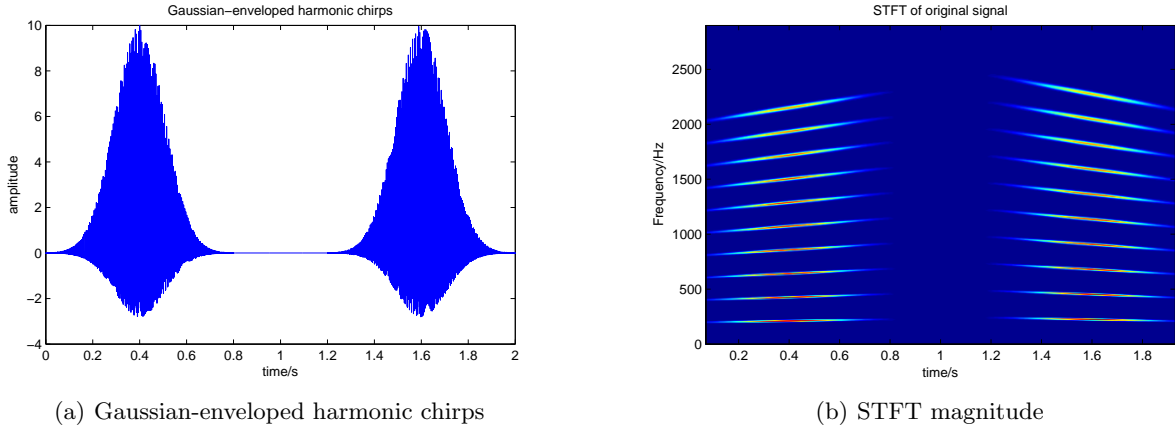 Gaussian−enveloped harmonic chirps
10
8
6
4
2
0
−2
−4
amplitude
0 0.2 0.4 0.6 0.8 1 1.2 1.4 1.6 1.8 2
time/s
(a) Gaussian-enveloped harmonic chirps
STFT of original signal
2500
2000
1500
1000
500
0
Frequency/Hz
0.2 0.4 0.6 0.8 1 1.2 1.4 1.6 1.8
time/s
(b) STFT magnitude